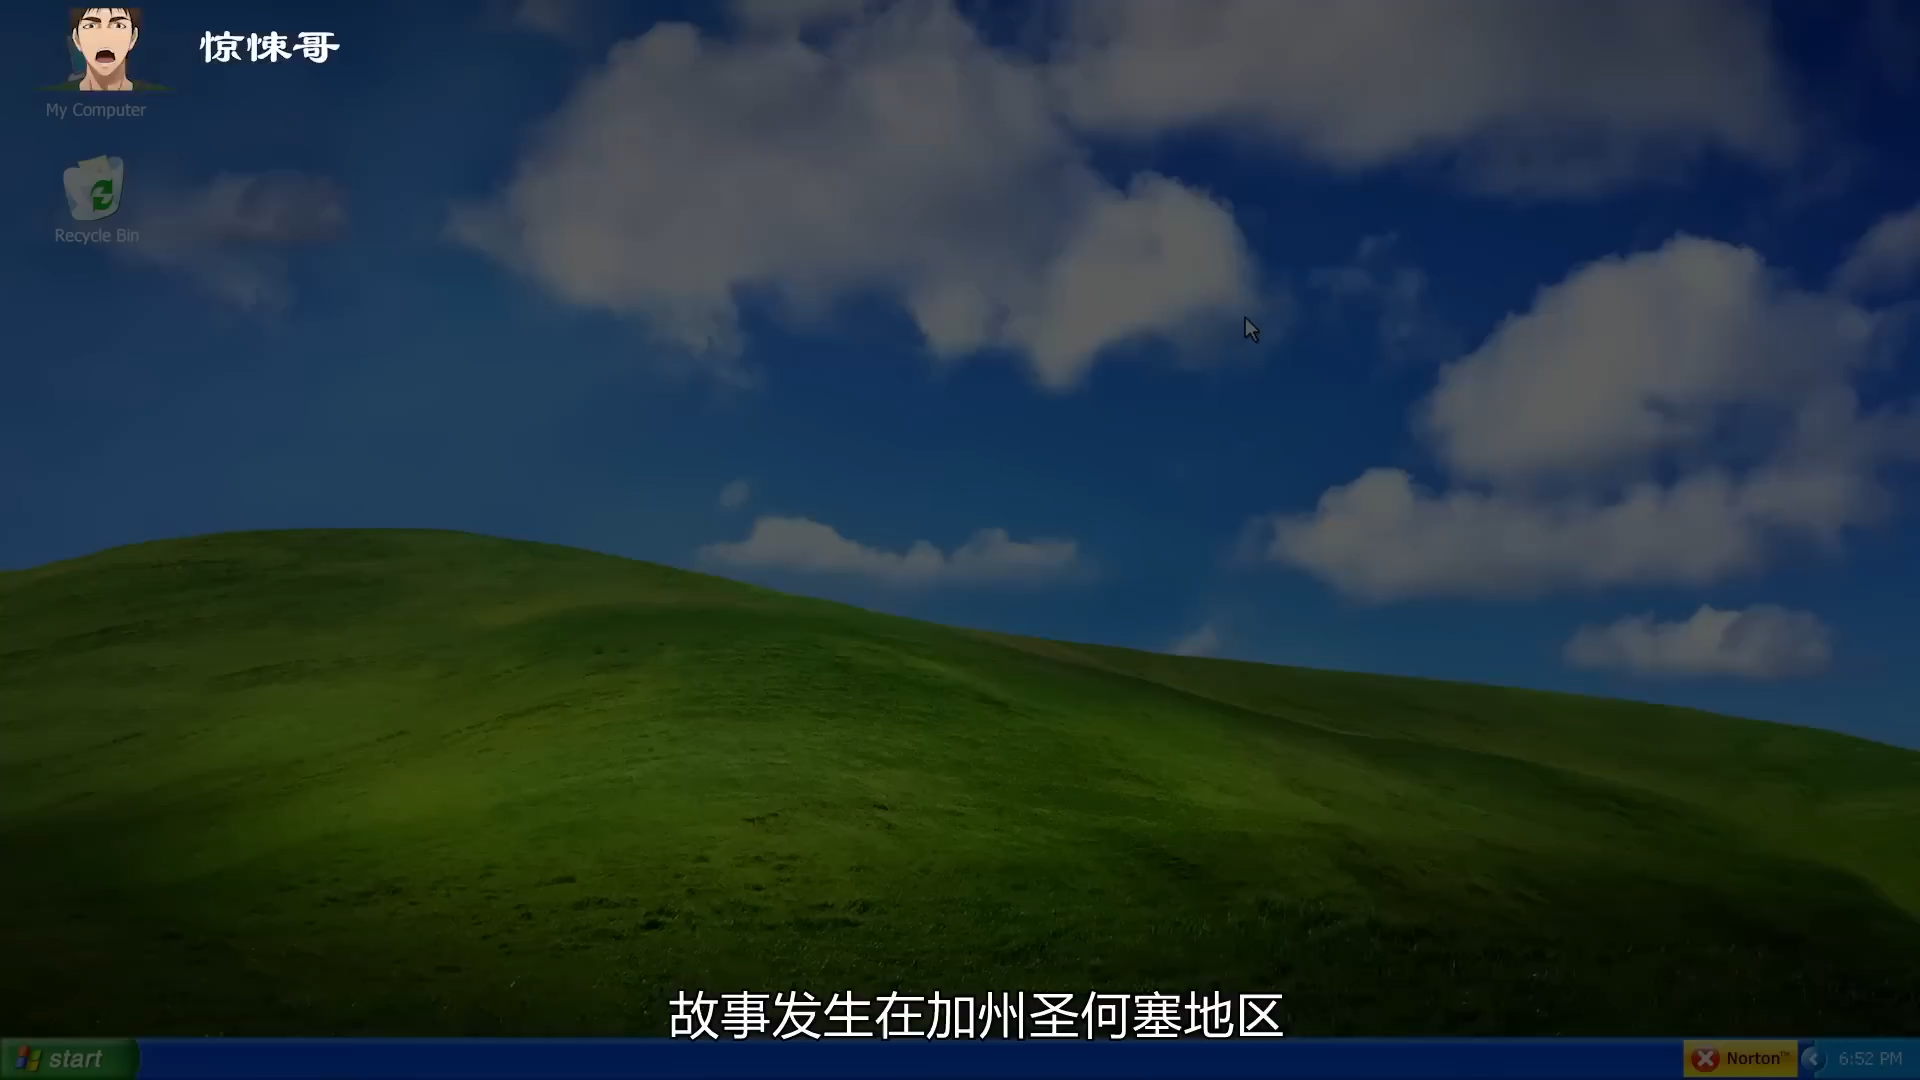 惊悚哥
My Computer
Recycle Bin
故事发生在加州圣何塞地区
start
Norton™
6:52 PM